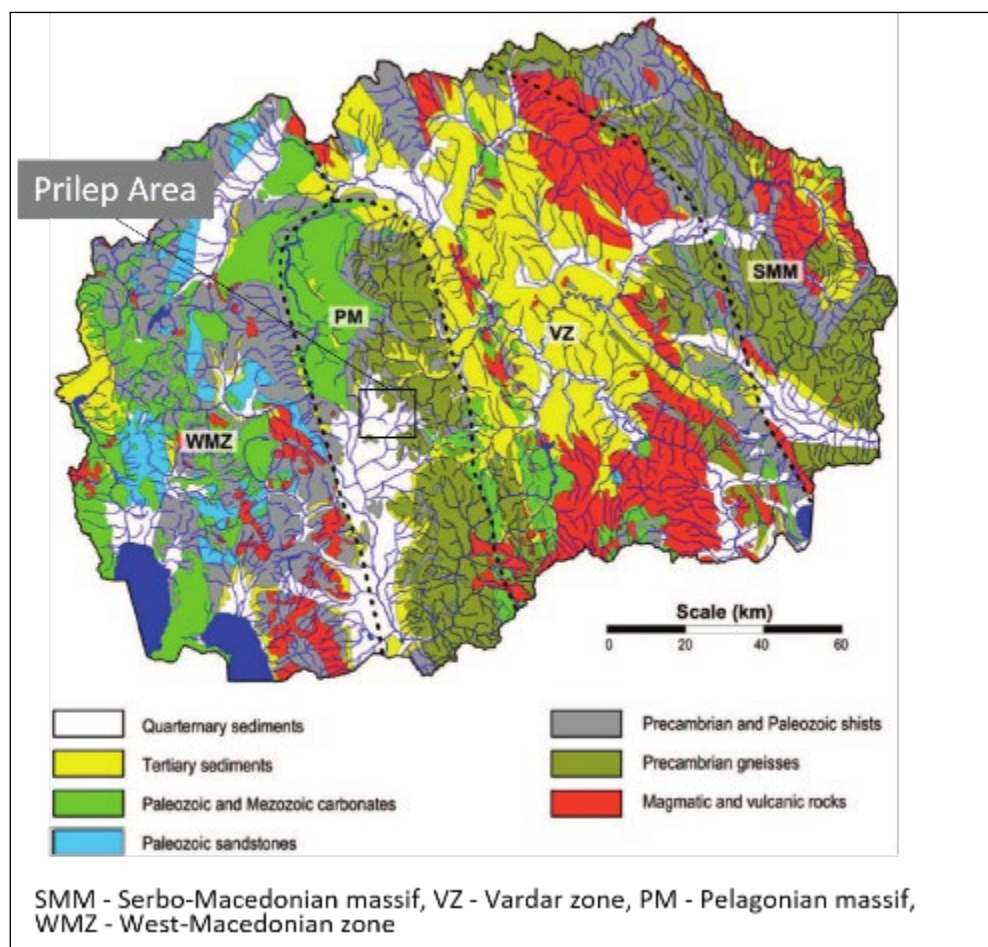 Prilep Area
PM
VZ
SMM
WMZ
Scale (km)
0 20 40 60
Quarternary sediments
Tertiary sediments
Paleozoic and Mezozoic carbonates
Paleozoic sandstones
Precambrian and Paleozoic shists
Precambrian gneisses
Magmatic and vulcanic rocks
SMM - Serbo-Macedonian massif, VZ - Vardar zone, PM - Pelagonian massif,
WMZ - West-Macedonian zone